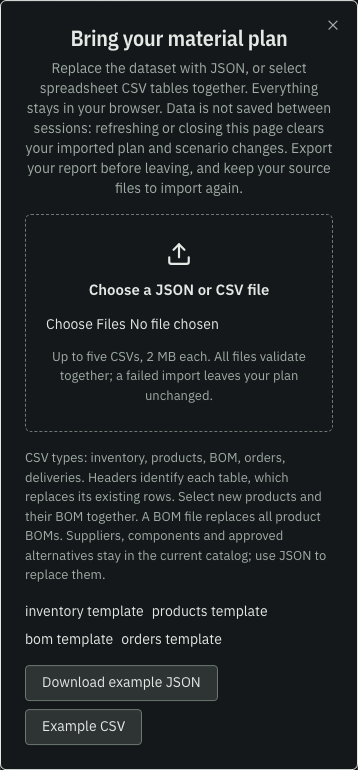 Bring your material plan
Replace the dataset with JSON, or select
spreadsheet CSV tables together. Everything
stays in your browser. Data is not saved between
sessions: refreshing or closing this page clears
your imported plan and scenario changes. Export
your report before leaving, and keep your source
files to import again.
Choose a JSON or CSV file
Choose Files No file chosen
Up to five CSVs, 2 MB each. All files validate
together; a failed import leaves your plan
unchanged.
CSV types: inventory, products, BOM, orders,
deliveries. Headers identify each table, which
replaces its existing rows. Select new products and
their BOM together. A BOM file replaces all product
BOMs. Suppliers, components and approved
alternatives stay in the current catalog; use JSON to
replace them.
inventory template products template
bom template orders template
Download example JSON
Example CSV